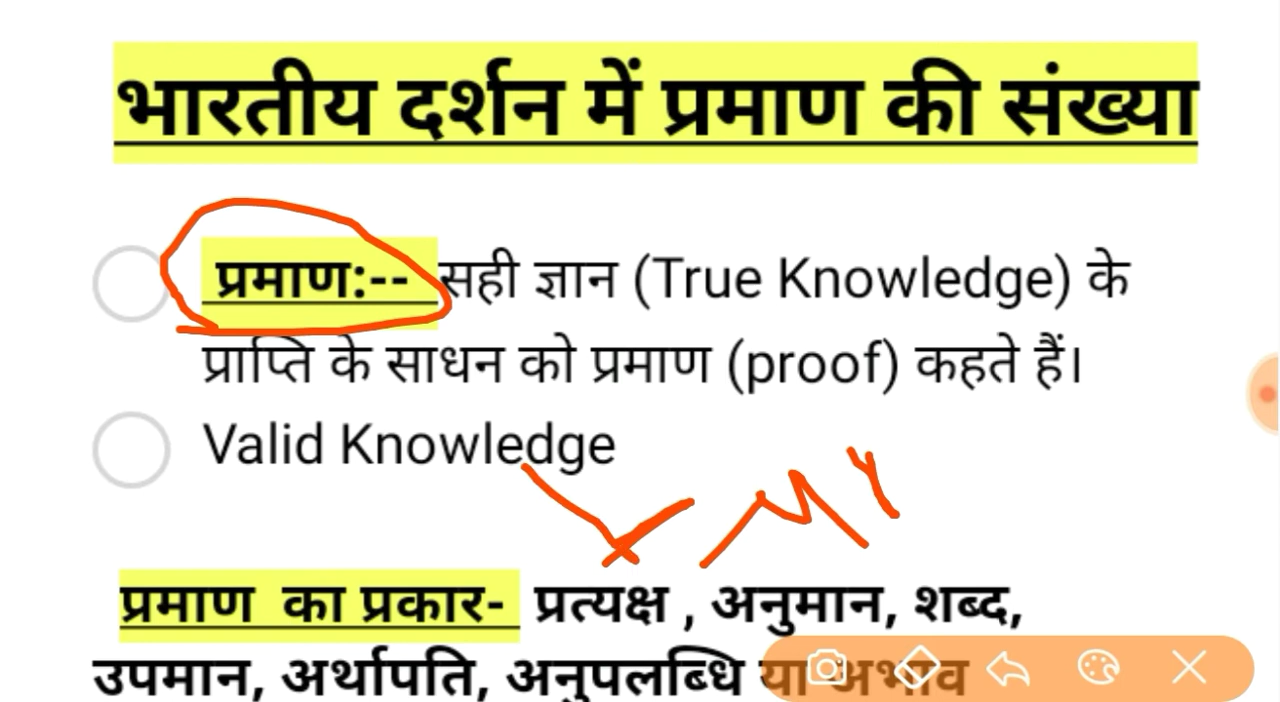 भारतीय दर्शन में प्रमाण की संख्या
प्रमाण:-- सही ज्ञान (True Knowledge) के
प्राप्ति के साधन को प्रमाण (proof) कहते हैं।
Valid Knowledge
प्रमाण का प्रकार- प्रत्यक्ष , अनुमान, शब्द,
उपमान, अर्थापति, अनुपलब्धि या अभाव